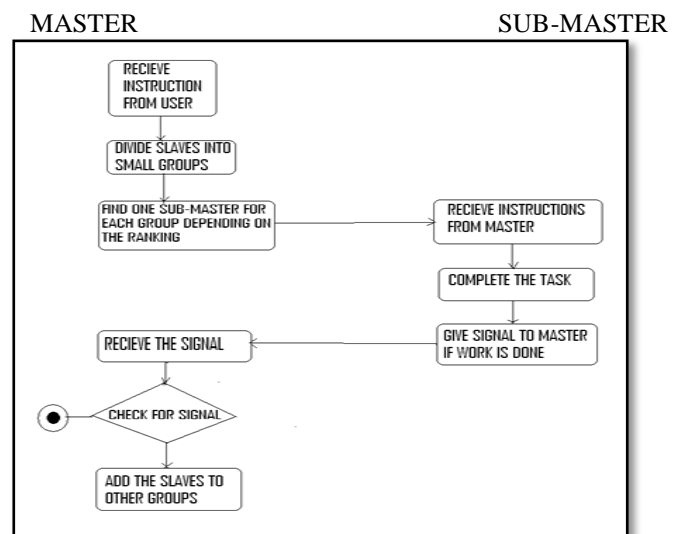 MASTER
SUB-MASTER
RECIEVE
INSTRUCTION
FROM USER
DIVIDE SLAVES INTO
SMALL GROUPS
FIND ONE SUB-MASTER FOR
EACH GROUP DEPENDING ON
THE RANKING
RECIEVE INSTRUCTIONS
FROM MASTER
COMPLETE THE TASK
GIVE SIGNAL TO MASTER
IF WORK IS DONE
RECIEVE THE SIGNAL
CHECK FOR SIGNAL
ADD THE SLAVES TO
OTHER GROUPS